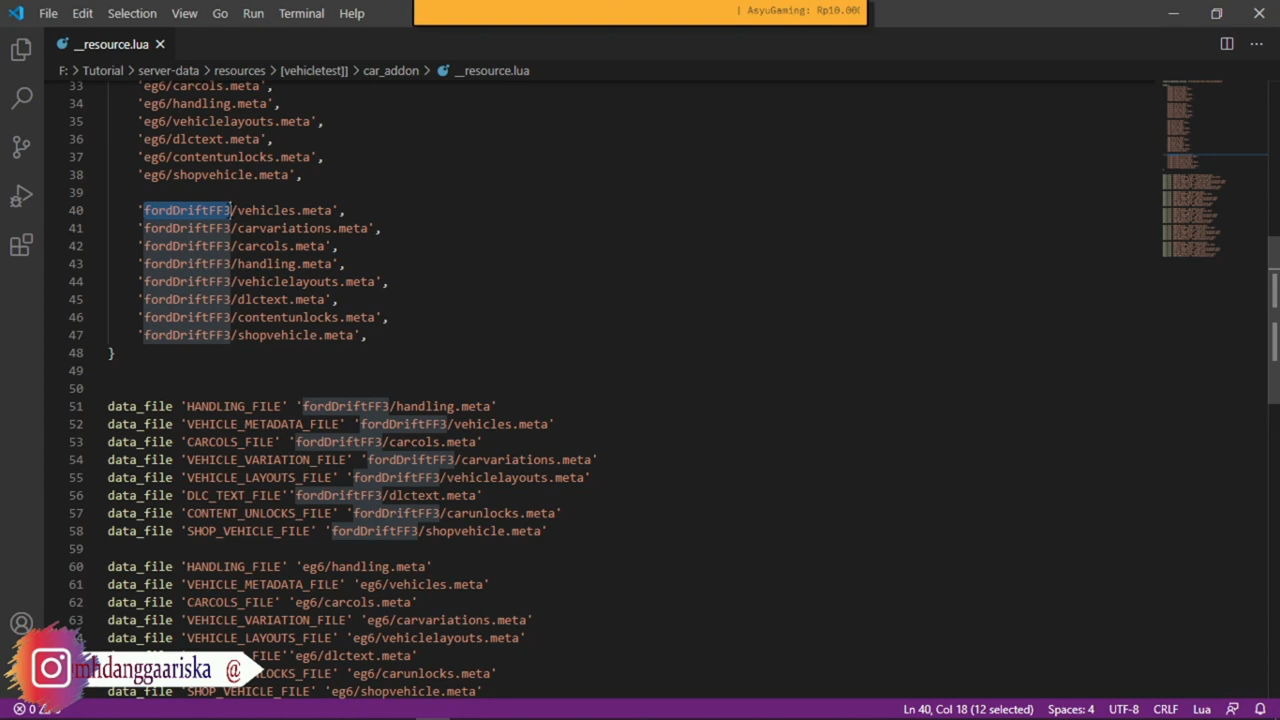 File Edit Selection View Go Run Terminal Help
| AsyuGaming: Rp10.000
__resource.lua
F: Tutorial server-data resources [vehicletest]] car_addon __resource.lua
33 'eg6/carcols.meta',
34 'eg6/handling.meta',
35 'eg6/vehiclelayouts.meta',
36 'eg6/dlctext.meta',
37 'eg6/contentunlocks.meta',
38 'eg6/shopvehicle.meta',
39
40 'fordDriftFF3/vehicles.meta',
41 'fordDriftFF3/carvariations.meta',
42 'fordDriftFF3/carcols.meta',
43 'fordDriftFF3/handling.meta',
44 'fordDriftFF3/vehiclelayouts.meta',
45 'fordDriftFF3/dlctext.meta',
46 'fordDriftFF3/contentunlocks.meta',
47 'fordDriftFF3/shopvehicle.meta',
48 }
49
50
51 data_file 'HANDLING_FILE' 'fordDriftFF3/handling.meta'
52 data_file 'VEHICLE_METADATA_FILE' 'fordDriftFF3/vehicles.meta'
53 data_file 'CARCOLS_FILE' 'fordDriftFF3/carcols.meta'
54 data_file 'VEHICLE_VARIATION_FILE' 'fordDriftFF3/carvariations.meta'
55 data_file 'VEHICLE_LAYOUTS_FILE' 'fordDriftFF3/vehiclelayouts.meta'
56 data_file 'DLC_TEXT_FILE''fordDriftFF3/dlctext.meta'
57 data_file 'CONTENT_UNLOCKS_FILE' 'fordDriftFF3/carunlocks.meta'
58 data_file 'SHOP_VEHICLE_FILE' 'fordDriftFF3/shopvehicle.meta'
59
60 data_file 'HANDLING_FILE' 'eg6/handling.meta'
61 data_file 'VEHICLE_METADATA_FILE' 'eg6/vehicles.meta'
62 data_file 'CARCOLS_FILE' 'eg6/carcols.meta'
63 data_file 'VEHICLE_VARIATION_FILE' 'eg6/carvariations.meta'
data_file 'VEHICLE_LAYOUTS_FILE' 'eg6/vehiclelayouts.meta'
_FILE''eg6/dlctext.meta'
mhdanggaariska @
LOCKS_FILE' 'eg6/carunlocks.meta'
data_file 'SHOP_VEHICLE_FILE' 'eg6/shopvehicle.meta'
0 Ln 40, Col 18 (12 selected) Spaces: 4 UTF-8 CRLF Lua